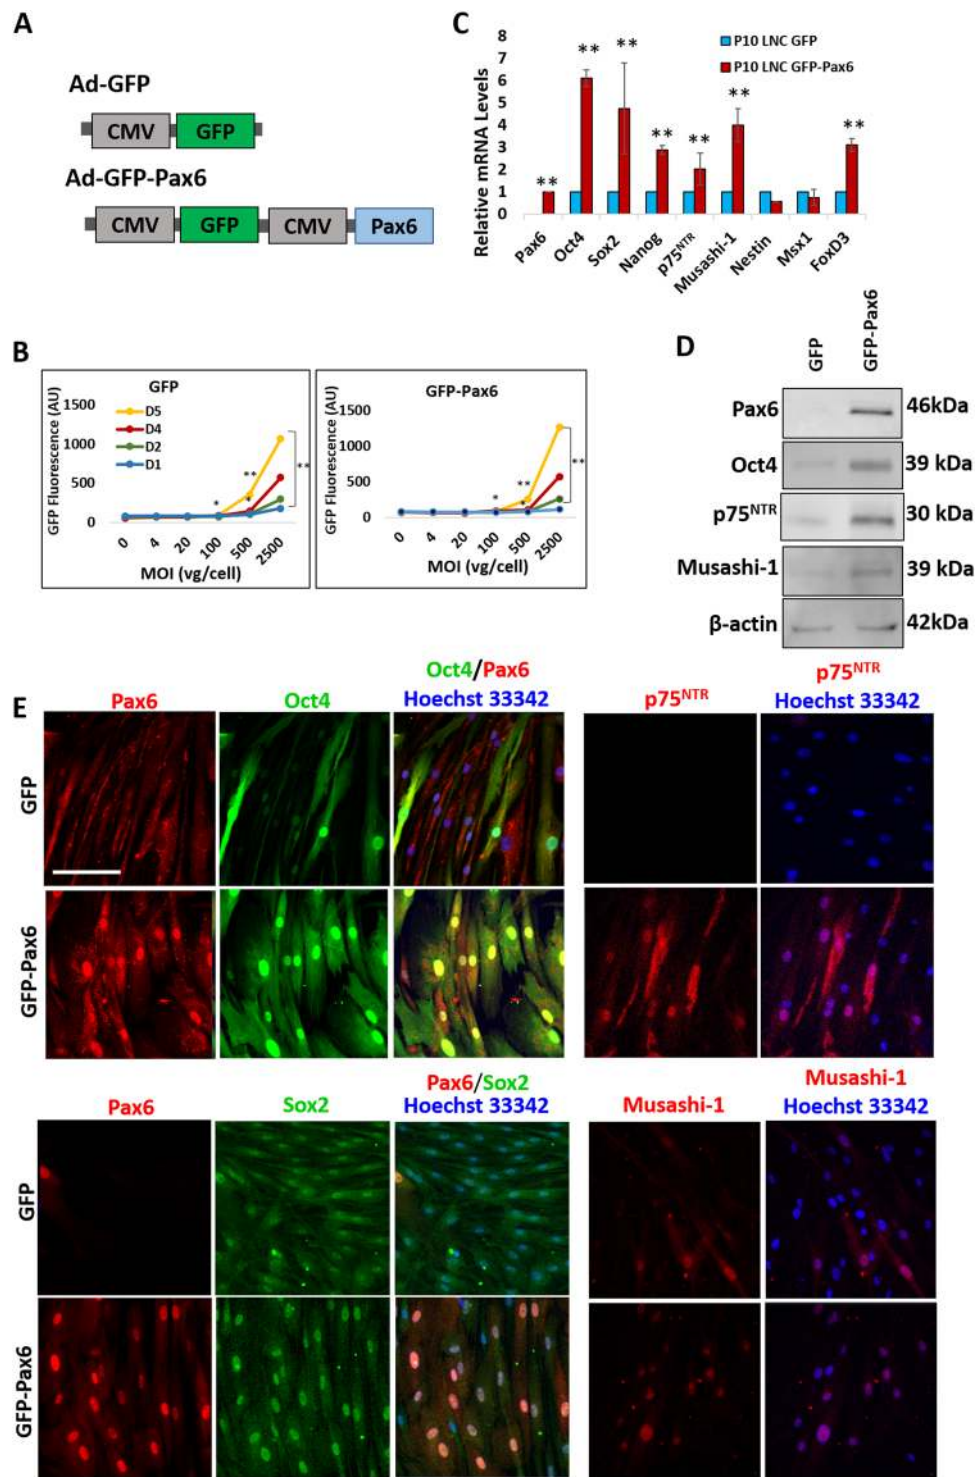 A
Ad-GFP
CMV GFP
Ad-GFP-Pax6
CMV GFP CMV Pax6
C
Relative mRNA Levels
8
7
6
5
4
3
2
1
0
P10 LNC GFP
P10 LNC GFP-Pax6
**
**
**
**
**
**
**
Pax6
Oct4
Sox2
Nanog
p75NTR
Musashi-1
Nestin
Msx1
FoxD3
B
GFP
GFP Fluorescence (AU)
1500
1000
500
0
D5
D4
D2
D1
*
**
*
**
0 4 20 100 500 2500
MOI (vg/cell)
GFP-Pax6
GFP Fluorescence (AU)
1500
1000
500
0
*
**
*
**
0 4 20 100 500 2500
MOI (vg/cell)
D
GFP
GFP-Pax6
Pax6 46kDa
Oct4 39 kDa
p75NTR 30 kDa
Musashi-1 39 kDa
β-actin 42kDa
E
Oct4/Pax6
Pax6 Oct4 Hoechst 33342
p75NTR
p75NTR Hoechst 33342
GFP
GFP-Pax6
Pax6/Sox2
Pax6 Sox2 Hoechst 33342
Musashi-1
Musashi-1 Hoechst 33342
GFP
GFP-Pax6